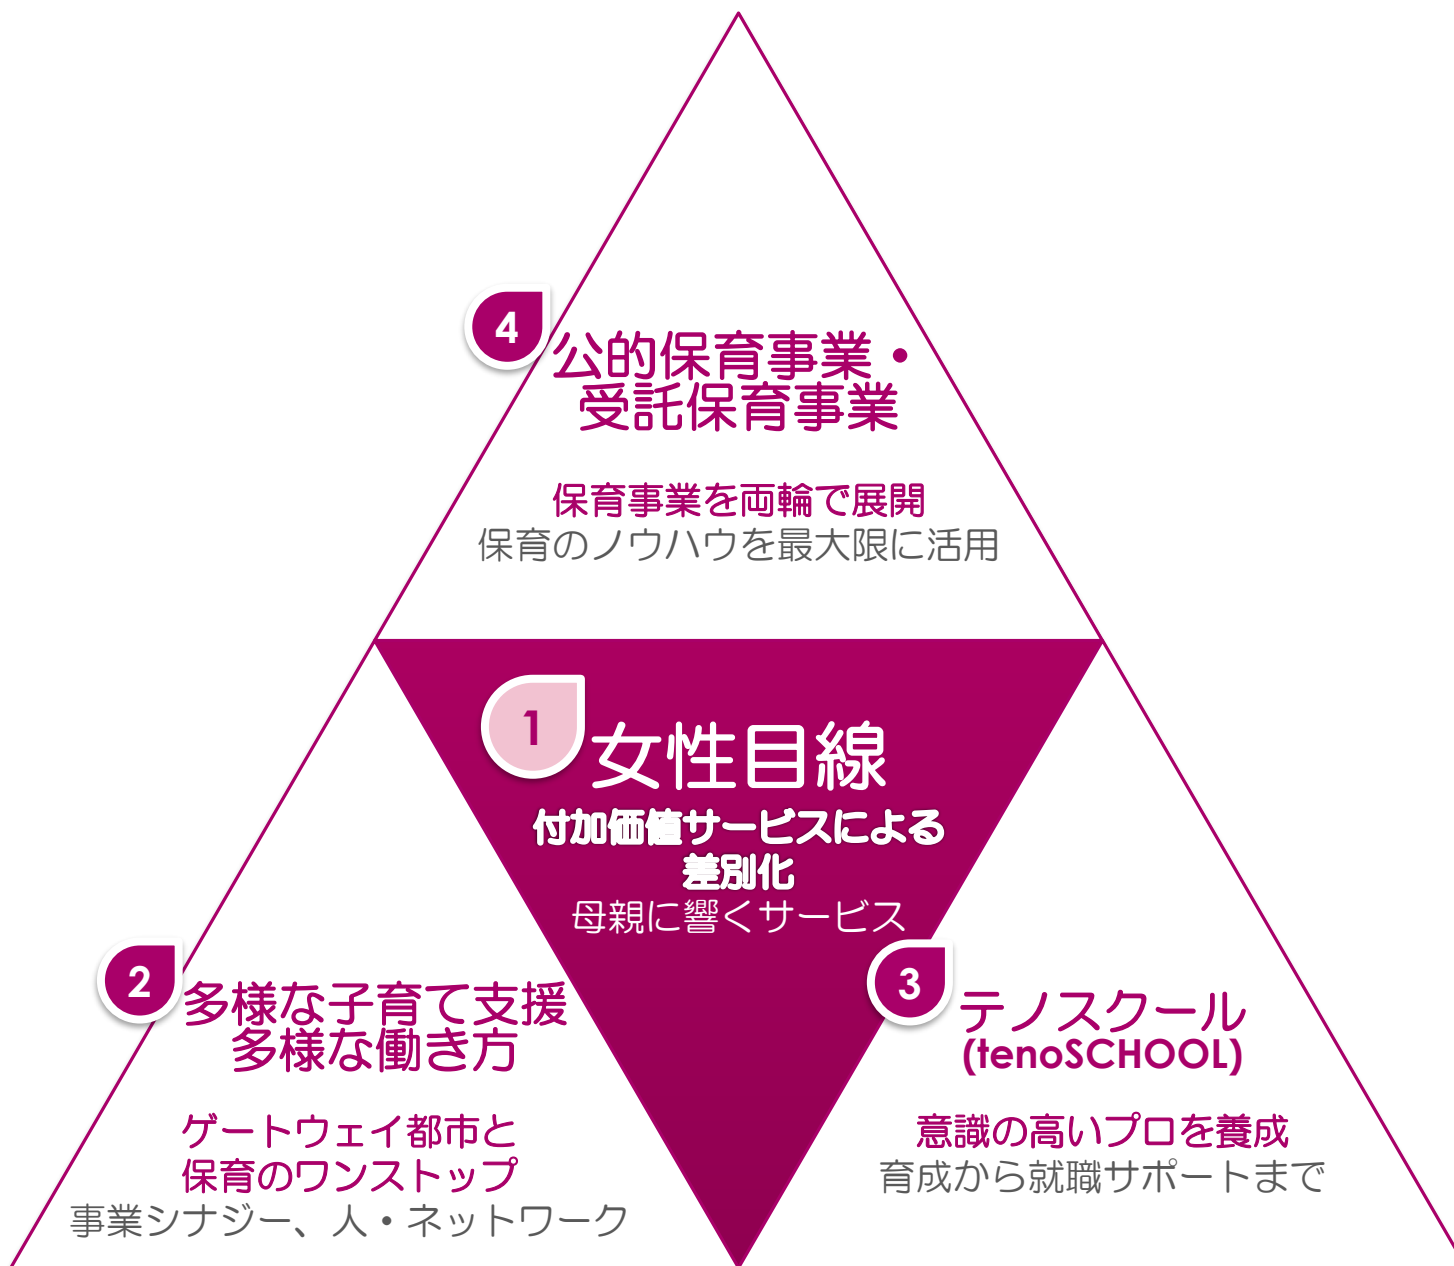 4
公的保育事業・
受託保育事業
保育事業を両輪で展開
保育のノウハウを最大限に活用
1
女性目線
付加価値サービスによる
差別化
母親に響くサービス
2
多様な子育て支援
多様な働き方
ゲートウェイ都市と
保育のワンストップ
事業シナジー、人・ネットワーク
3
テノスクール
(tenoSCHOOL)
意識の高いプロを養成
育成から就職サポートまで